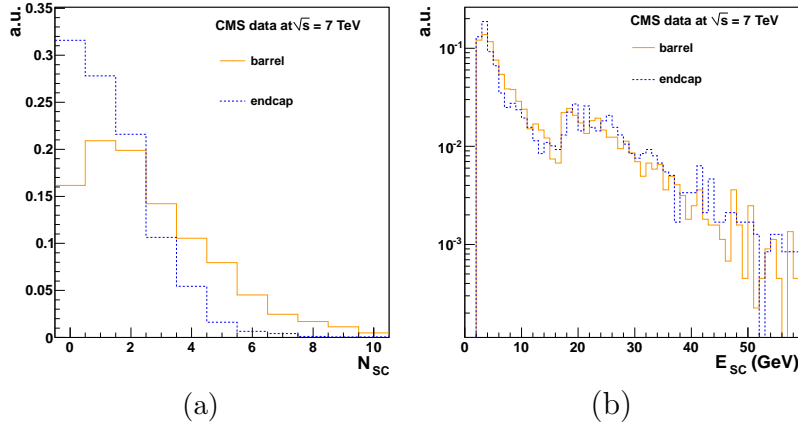 a.u.
CMS data at √s = 7 TeV
barrel
endcap
0.35
0.3
0.25
0.2
0.15
0.1
0.05
0
0 2 4 6 8 10
N_SC
(a)
a.u.
CMS data at √s = 7 TeV
barrel
endcap
10⁻¹
10⁻²
10⁻³
0 10 20 30 40 50
E_SC (GeV)
(b)